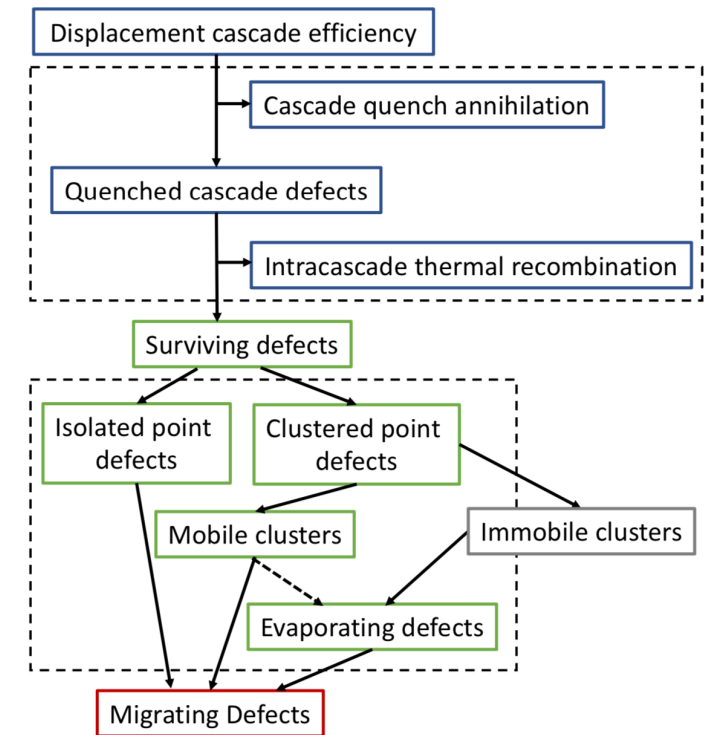 Displacement cascade efficiency
Cascade quench annihilation
Quenched cascade defects
Intracascade thermal recombination
Surviving defects
Isolated point
defects
Clustered point
defects
Mobile clusters
Immobile clusters
Evaporating defects
Migrating Defects